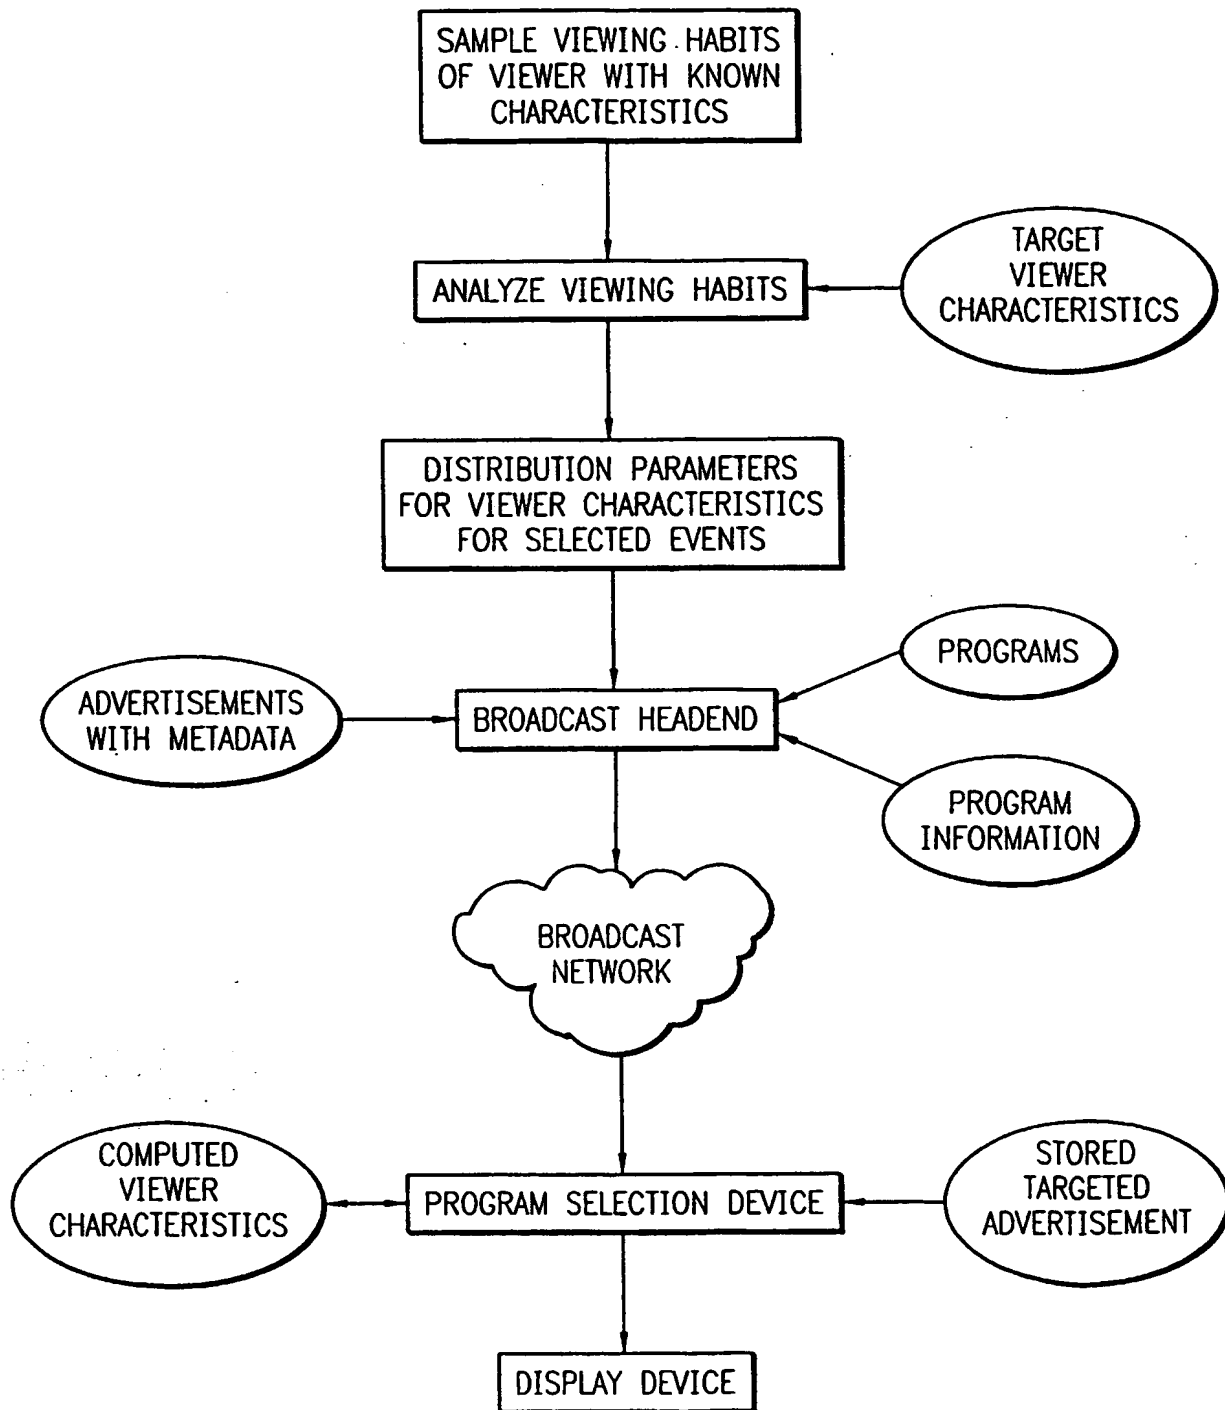 SAMPLE VIEWING HABITS
OF VIEWER WITH KNOWN
CHARACTERISTICS
TARGET
VIEWER
CHARACTERISTICS
ANALYZE VIEWING HABITS
DISTRIBUTION PARAMETERS
FOR VIEWER CHARACTERISTICS
FOR SELECTED EVENTS
PROGRAMS
ADVERTISEMENTS
WITH METADATA
BROADCAST HEADEND
PROGRAM
INFORMATION
BROADCAST
NETWORK
COMPUTED
VIEWER
CHARACTERISTICS
PROGRAM SELECTION DEVICE
STORED
TARGETED
ADVERTISEMENT
DISPLAY DEVICE